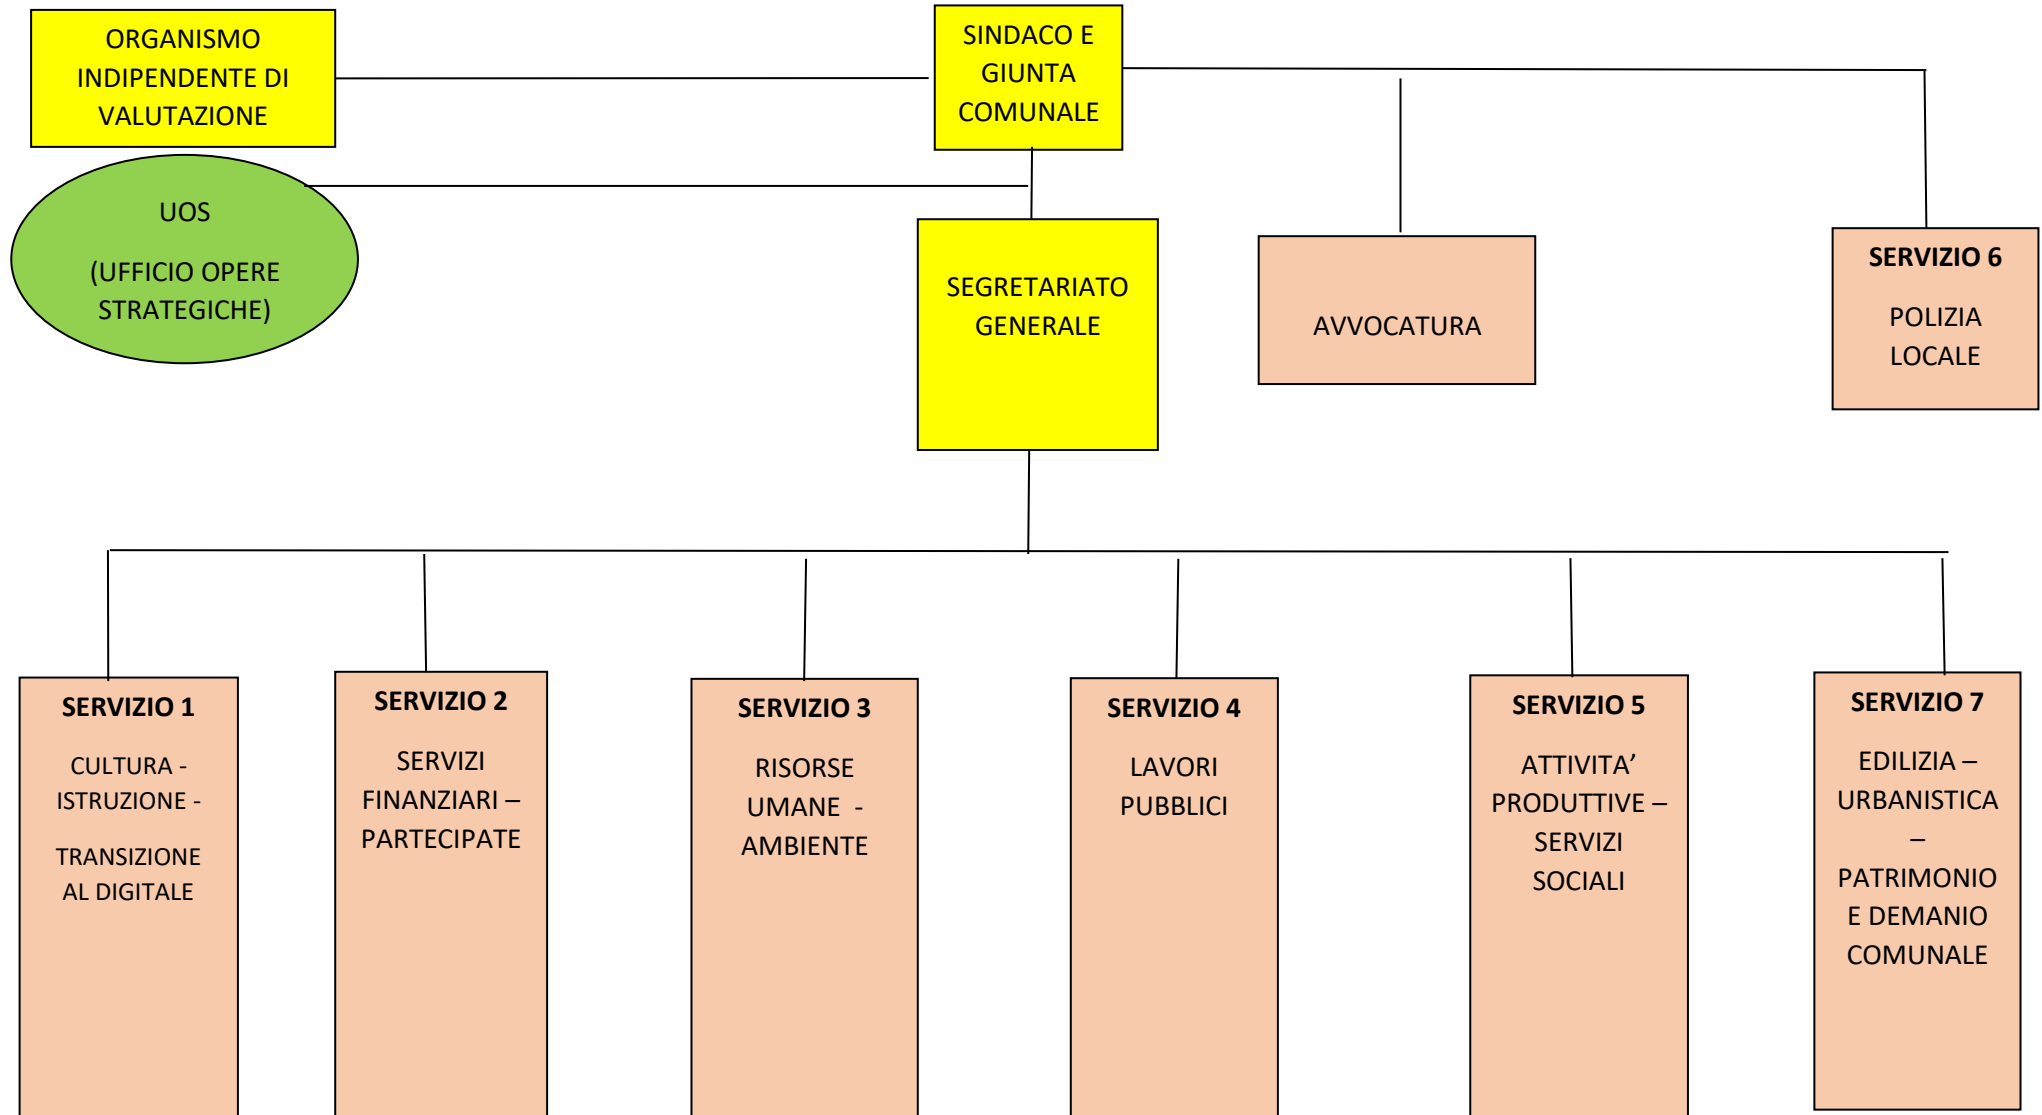 ORGANISMO
INDIPENDENTE DI
VALUTAZIONE
SINDACO E
GIUNTA
COMUNALE
UOS
(UFFICIO OPERE
STRATEGICHE)
SEGRETARIATO
GENERALE
AVVOCATURA
SERVIZIO 6
POLIZIA
LOCALE
SERVIZIO 1
CULTURA -
ISTRUZIONE -
TRANSIZIONE
AL DIGITALE
SERVIZIO 2
SERVIZI
FINANZIARI –
PARTECIPATE
SERVIZIO 3
RISORSE
UMANE -
AMBIENTE
SERVIZIO 4
LAVORI
PUBBLICI
SERVIZIO 5
ATTIVITA’
PRODUTTIVE –
SERVIZI
SOCIALI
SERVIZIO 7
EDILIZIA –
URBANISTICA
–
PATRIMONIO
E DEMANIO
COMUNALE